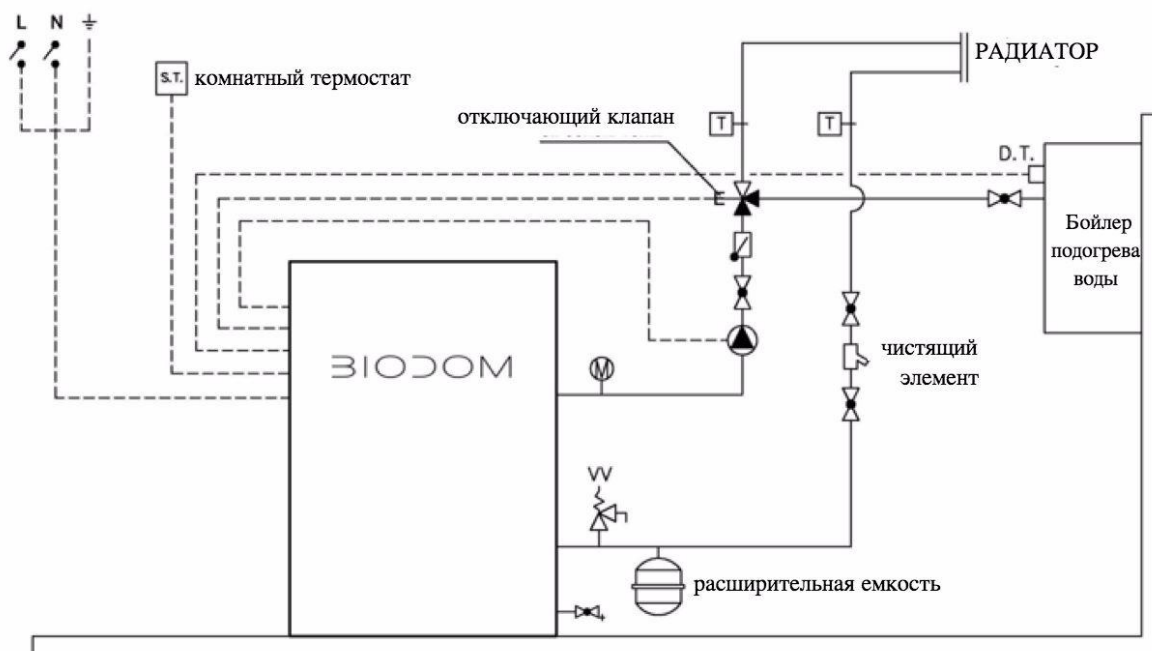 L N
S.T. комнатный термостат
РАДИАТОР
отключающий клапан
T T
D.T.
Бойлер
подогрева
воды
BIODOM
M
чистящий
элемент
VV
расширительная емкость